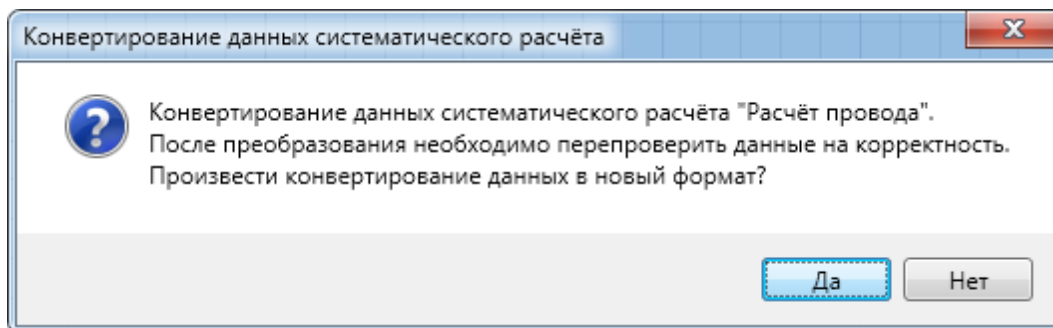 Конвертирование данных систематического расчёта
Конвертирование данных систематического расчёта "Расчёт провода".
После преобразования необходимо перепроверить данные на корректность.
Произвести конвертирование данных в новый формат?
Да
Нет